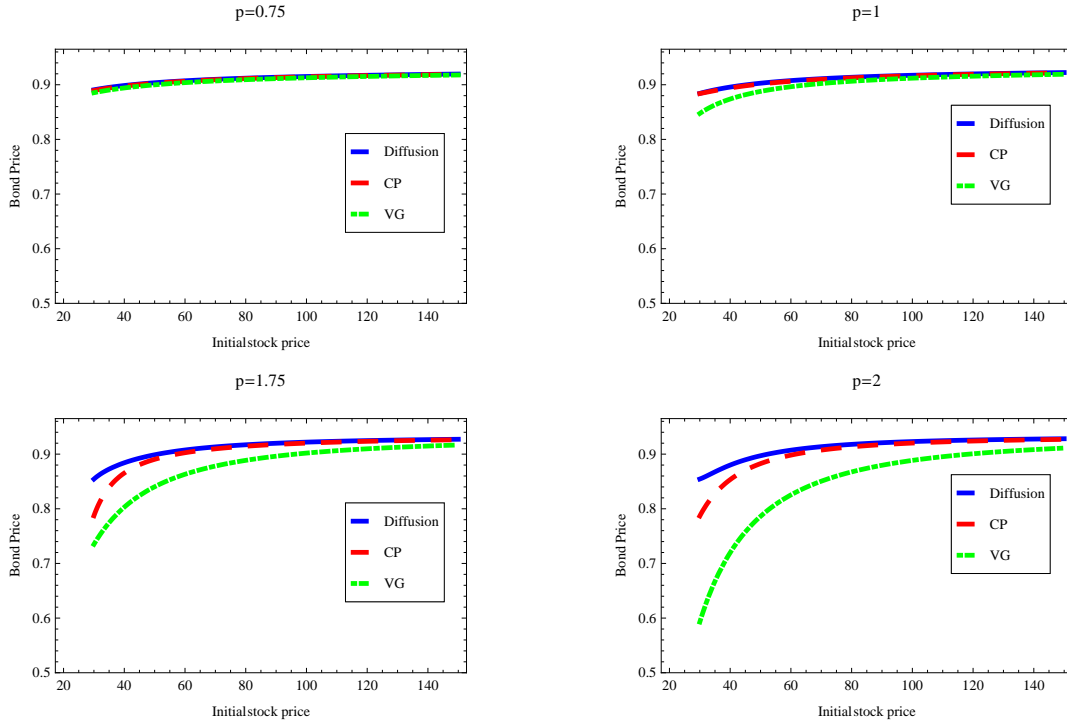 p=0.75
0.9
0.8
0.7
0.6
0.5
Bond Price
Diffusion
CP
VG
20 40 60 80 100 120 140
Initial stock price
p=1
0.9
0.8
0.7
0.6
0.5
Bond Price
Diffusion
CP
VG
20 40 60 80 100 120 140
Initial stock price
p=1.75
0.9
0.8
0.7
0.6
0.5
Bond Price
Diffusion
CP
VG
20 40 60 80 100 120 140
Initial stock price
p=2
0.9
0.8
0.7
0.6
0.5
Bond Price
Diffusion
CP
VG
20 40 60 80 100 120 140
Initial stock price